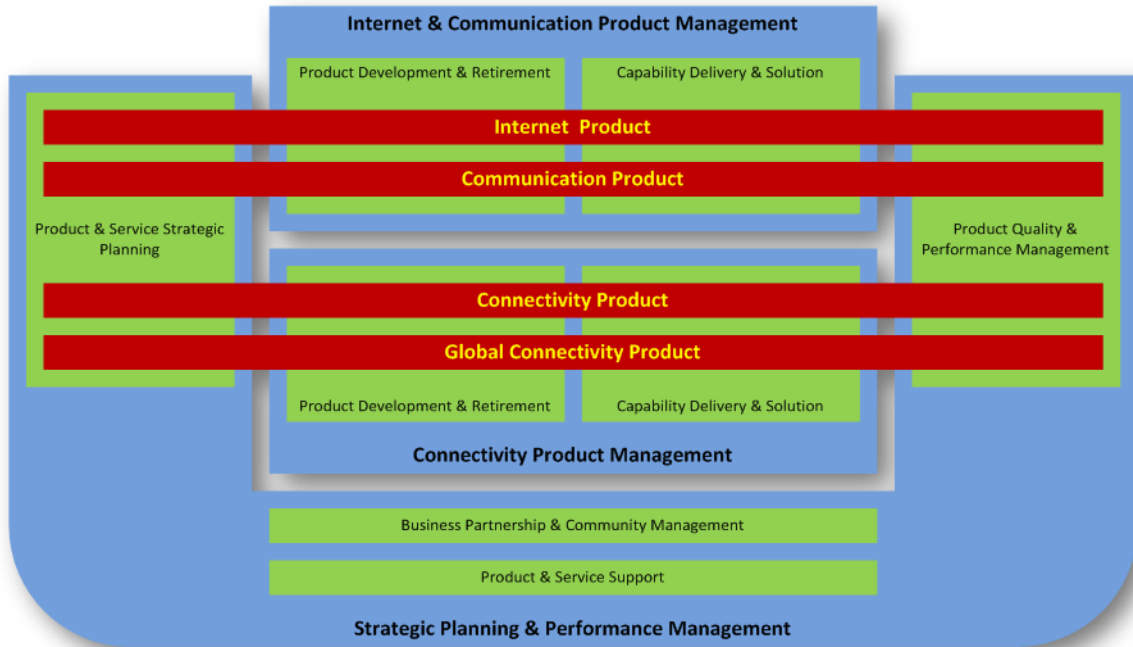 Internet & Communication Product Management
Product Development & Retirement
Capability Delivery & Solution
Internet Product
Communication Product
Product & Service Strategic
Planning
Product Quality &
Performance Management
Connectivity Product
Global Connectivity Product
Product Development & Retirement
Capability Delivery & Solution
Connectivity Product Management
Business Partnership & Community Management
Product & Service Support
Strategic Planning & Performance Management